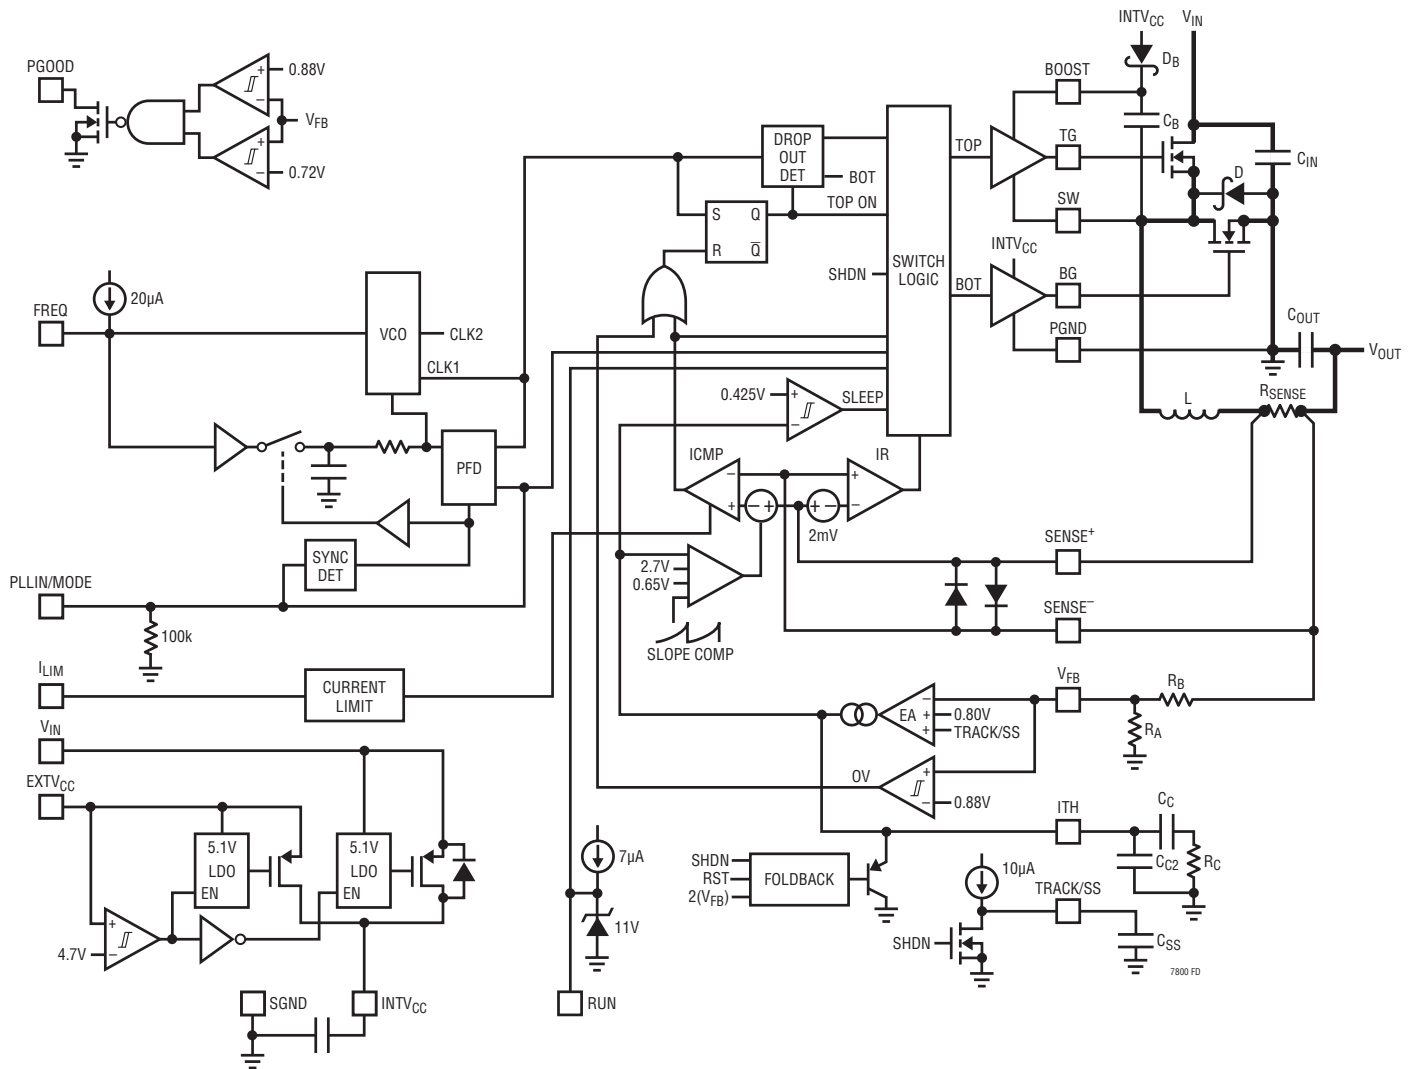 INTVCC
VIN
PGOOD
0.88V
VFB
0.72V
DB
BOOST
CB
TG
CIN
D
SW
TOP
DROP
OUT
DET
BOT
TOP ON
S
Q
R
Q̅
SHDN
SWITCH
LOGIC
INTVCC
BOT
BG
PGND
COUT
VOUT
20µA
FREQ
VCO
CLK2
CLK1
0.425V
+
–
SLEEP
L
RSENSE
ICMP
IR
PFD
2mV
SYNC
DET
SENSE+
2.7V
0.65V
PLLIN/MODE
SENSE–
100k
SLOPE COMP
ILIM
CURRENT
LIMIT
VFB
RB
EA
0.80V
TRACK/SS
RA
VIN
EXTVCC
OV
0.88V
ITH
CC
5.1V
LDO
EN
5.1V
LDO
EN
7µA
SHDN
RST
2(VFB)
FOLDBACK
CC2
RC
10µA
TRACK/SS
11V
4.7V
SHDN
CSS
7800 FD
SGND
INTVCC
RUN